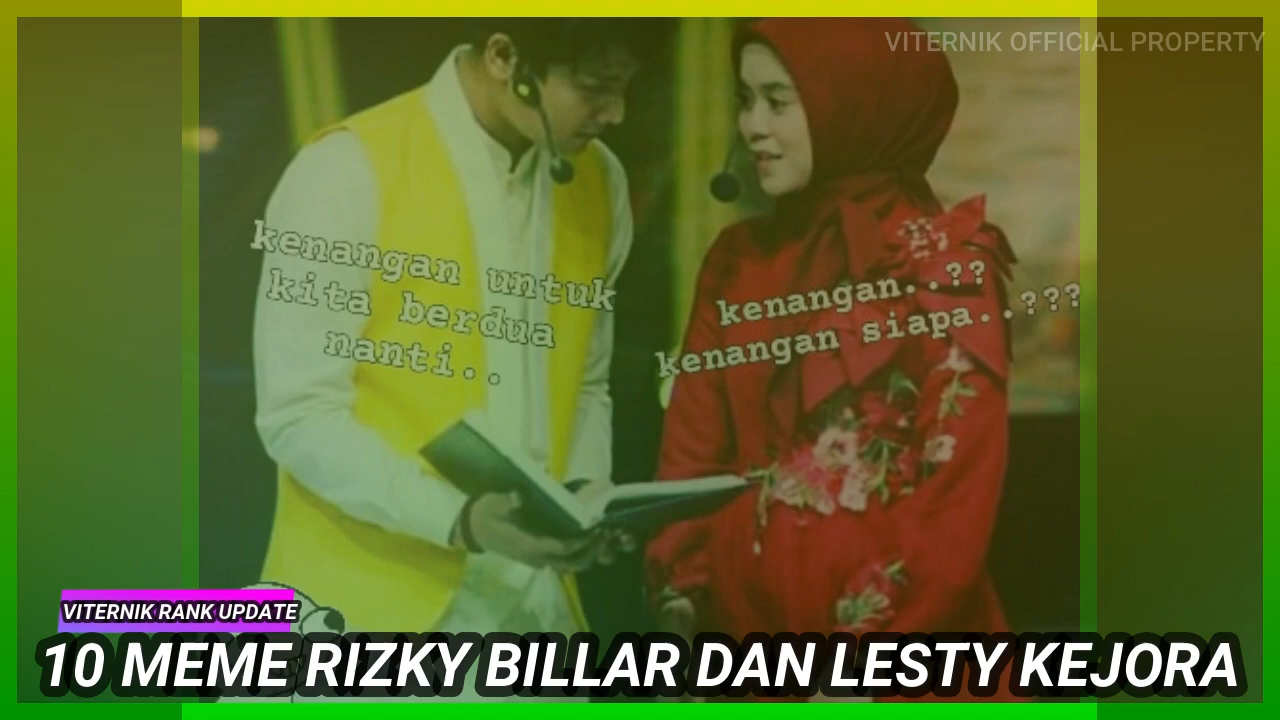 VITERNIK OFFICIAL PROPERTY
kenangan untuk
kita berdua
nanti..
kenangan..??
kenangan siapa..???
VITERNIK RANK UPDATE
10 MEME RIZKY BILLAR DAN LESTY KEJORA